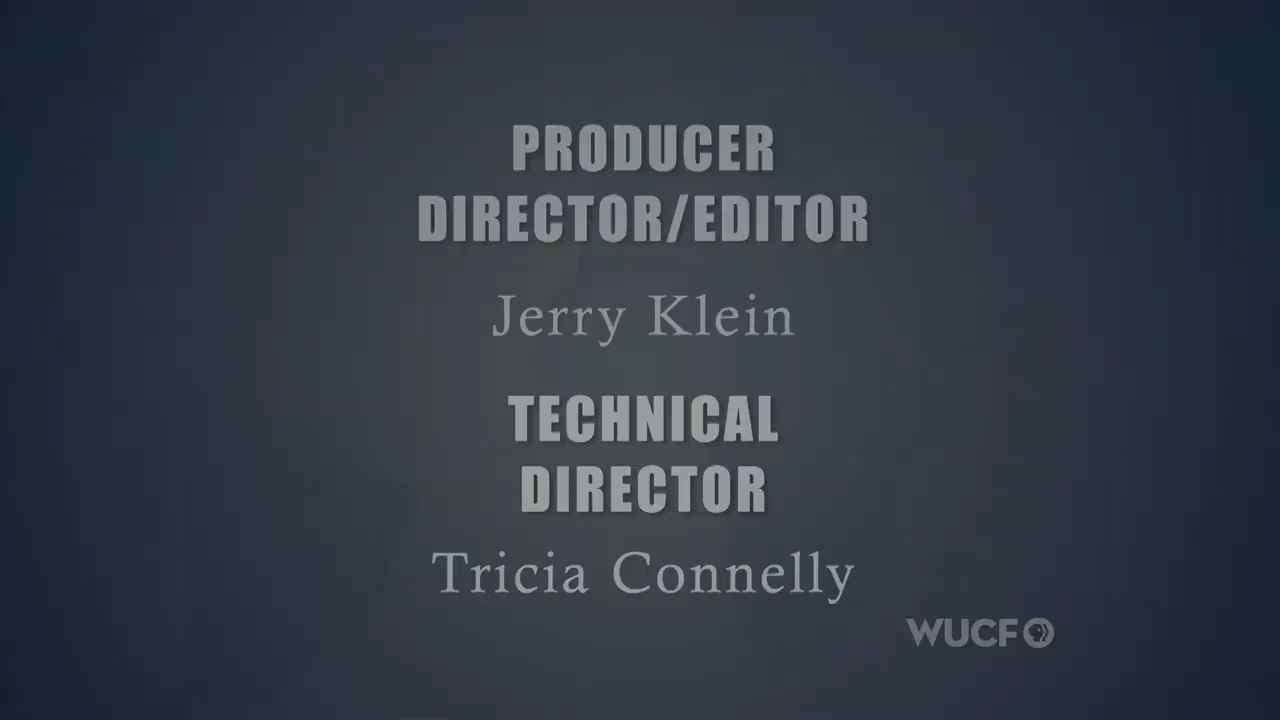 PRODUCER
DIRECTOR/EDITOR
Jerry Klein
TECHNICAL
DIRECTOR
Tricia Connelly
WUCF